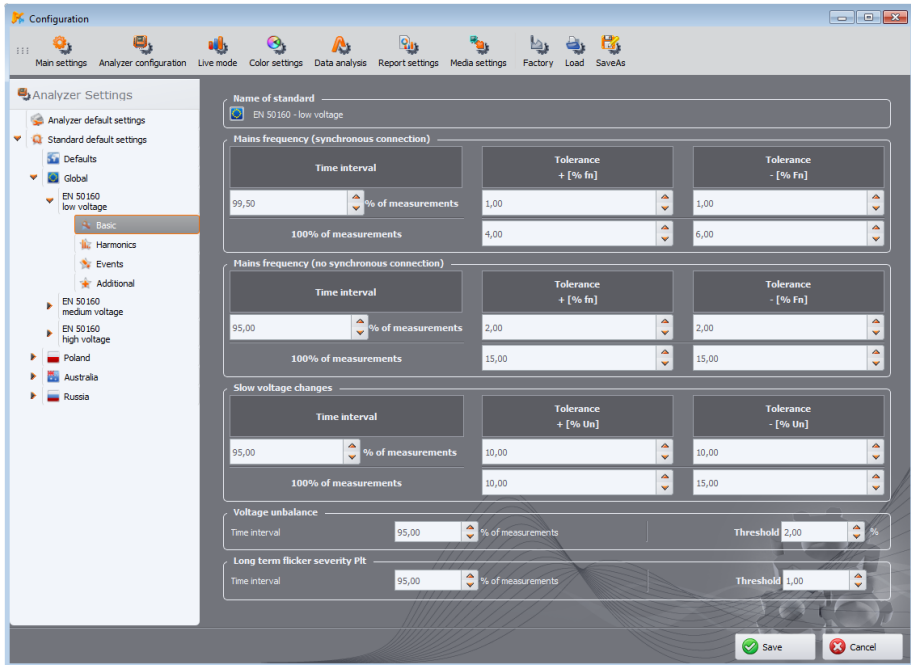 Configuration
Main settings Analyzer configuration Live mode Color settings Data analysis Report settings Media settings Factory Load SaveAs
Analyzer Settings
Analyzer default settings
Standard default settings
Defaults
Global
EN 50160
low voltage
Basic
Harmonics
Events
Additional
EN 50160
medium voltage
EN 50160
high voltage
Poland
Australia
Russia
Name of standard
EN 50160 - low voltage
Mains frequency (synchronous connection)
Time interval
Tolerance
+ [% fn]
Tolerance
- [% Fn]
99,50 % of measurements 1,00 1,00
100% of measurements 4,00 6,00
Mains frequency (no synchronous connection)
Time interval
Tolerance
+ [% fn]
Tolerance
- [% Fn]
95,00 % of measurements 2,00 2,00
100% of measurements 15,00 15,00
Slow voltage changes
Time interval
Tolerance
+ [% Un]
Tolerance
- [% Un]
95,00 % of measurements 10,00 10,00
100% of measurements 10,00 15,00
Voltage unbalance
Time interval 95,00 % of measurements Threshold 2,00 %
Long term flicker severity Plt
Time interval 95,00 % of measurements Threshold 1,00
Save Cancel